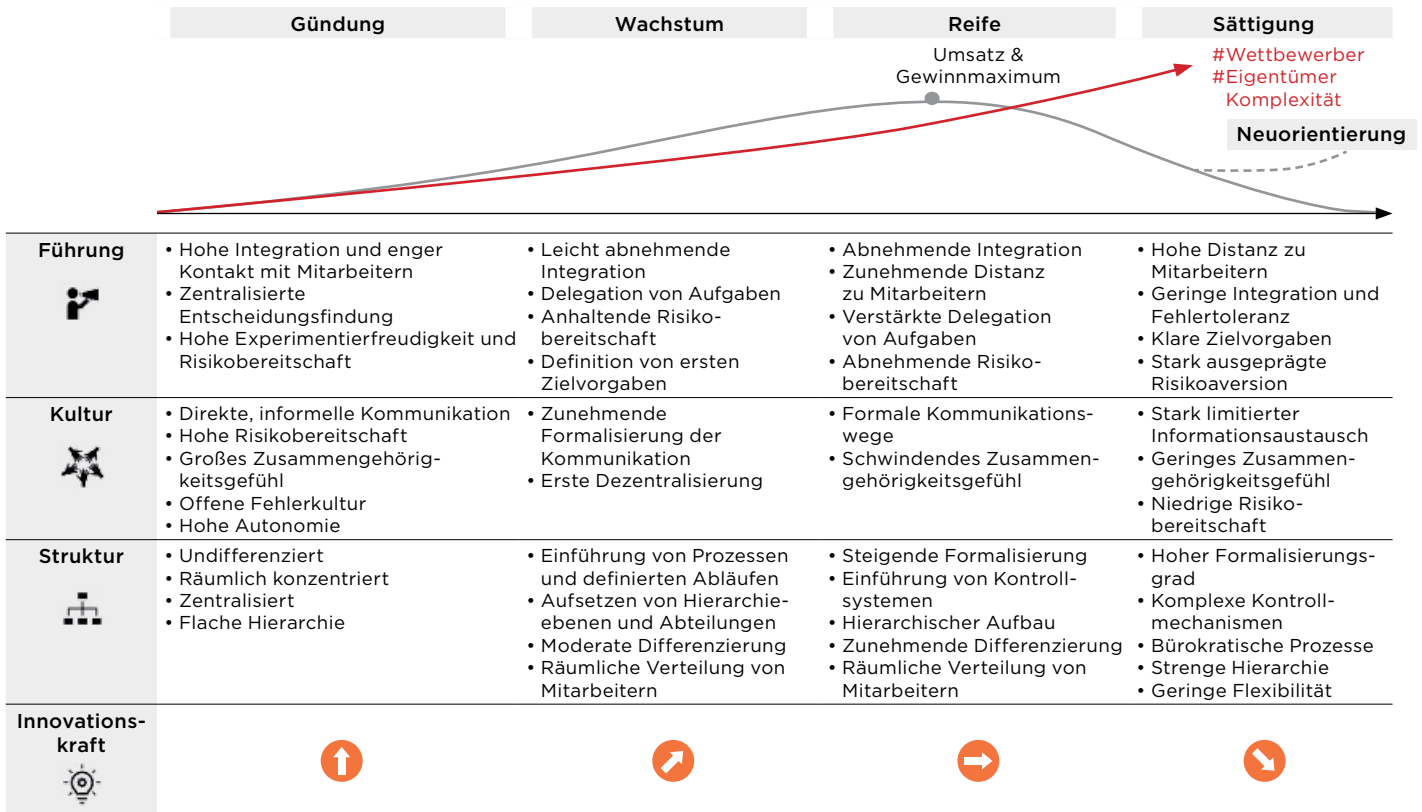 Gündung
Wachstum
Reife
Sättigung
Umsatz &
Gewinnmaximum
#Wettbewerber
#Eigentümer
Komplexität
Neuorientierung
Führung
• Hohe Integration und enger
Kontakt mit Mitarbeitern
• Zentralisierte
Entscheidungsfindung
• Hohe Experimentierfreudigkeit und
Risikobereitschaft
• Leicht abnehmende
Integration
• Delegation von Aufgaben
• Anhaltende Risiko-
bereitschaft
• Definition von ersten
Zielvorgaben
• Abnehmende Integration
• Zunehmende Distanz
zu Mitarbeitern
• Verstärkte Delegation
von Aufgaben
• Abnehmende Risiko-
bereitschaft
• Hohe Distanz zu
Mitarbeitern
• Geringe Integration und
Fehlertoleranz
• Klare Zielvorgaben
• Stark ausgeprägte
Risikoaversion
Kultur
• Direkte, informelle Kommunikation
• Hohe Risikobereitschaft
• Großes Zusammengehörig-
keitsgefühl
• Offene Fehlerkultur
• Hohe Autonomie
• Zunehmende
Formalisierung der
Kommunikation
• Erste Dezentralisierung
• Formale Kommunikations-
wege
• Schwindendes Zusammen-
gehörigkeitsgefühl
• Stark limitierter
Informationsaustausch
• Geringes Zusammen-
gehörigkeitsgefühl
• Niedrige Risiko-
bereitschaft
Struktur
• Undifferenziert
• Räumlich konzentriert
• Zentralisiert
• Flache Hierarchie
• Einführung von Prozessen
und definierten Abläufen
• Aufsetzen von Hierarchie-
ebenen und Abteilungen
• Moderate Differenzierung
• Räumliche Verteilung von
Mitarbeitern
• Steigende Formalisierung
• Einführung von Kontroll-
systemen
• Hierarchischer Aufbau
• Zunehmende Differenzierung
• Räumliche Verteilung von
Mitarbeitern
• Hoher Formalisierungs-
grad
• Komplexe Kontroll-
mechanismen
• Bürokratische Prozesse
• Strenge Hierarchie
• Geringe Flexibilität
Innovations-
kraft